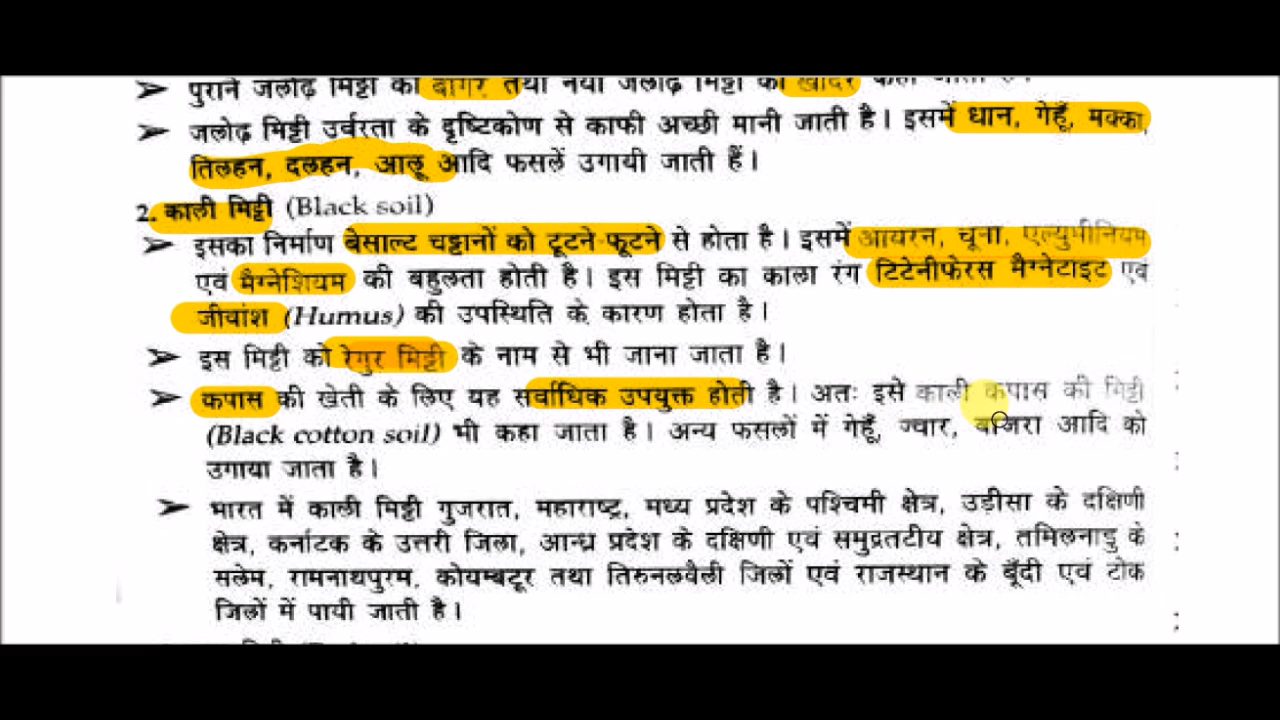 पुराने जलोढ़ मिट्टी को बांगर तथा नयी जलोढ़ मिट्टी को खादर कहा जाता है।
➤ जलोढ़ मिट्टी उर्वरता के दृष्टिकोण से काफी अच्छी मानी जाती है। इसमें धान, गेहूँ, मक्का,
तिलहन, दलहन, आलू आदि फसलें उगायी जाती हैं।
2. काली मिट्टी (Black soil)
➤ इसका निर्माण बेसाल्ट चट्टानों को टूटने-फूटने से होता है। इसमें आयरन, चूना, एल्युमीनियम
एवं मैग्नेशियम की बहुलता होती है। इस मिट्टी का काला रंग टिटेनीफेरस मैग्नेटाइट एवं
जीवांश (Humus) की उपस्थिति के कारण होता है।
➤ इस मिट्टी को रेगुर मिट्टी के नाम से भी जाना जाता है।
➤ कपास की खेती के लिए यह सर्वाधिक उपयुक्त होती है। अतः इसे काली कपास की मिट्टी
(Black cotton soil) भी कहा जाता है। अन्य फसलों में गेहूँ, ज्वार, बाजरा आदि को
उगाया जाता है।
➤ भारत में काली मिट्टी गुजरात, महाराष्ट्र, मध्य प्रदेश के पश्चिमी क्षेत्र, उड़ीसा के दक्षिणी
क्षेत्र, कर्नाटक के उत्तरी जिला, आन्ध्र प्रदेश के दक्षिणी एवं समुद्रतटीय क्षेत्र, तमिलनाडु के
सलेम, रामनाथपुरम, कोयम्बटूर तथा तिरुनलवैली जिलों एवं राजस्थान के बूँदी एवं टोंक
जिलों में पायी जाती है।